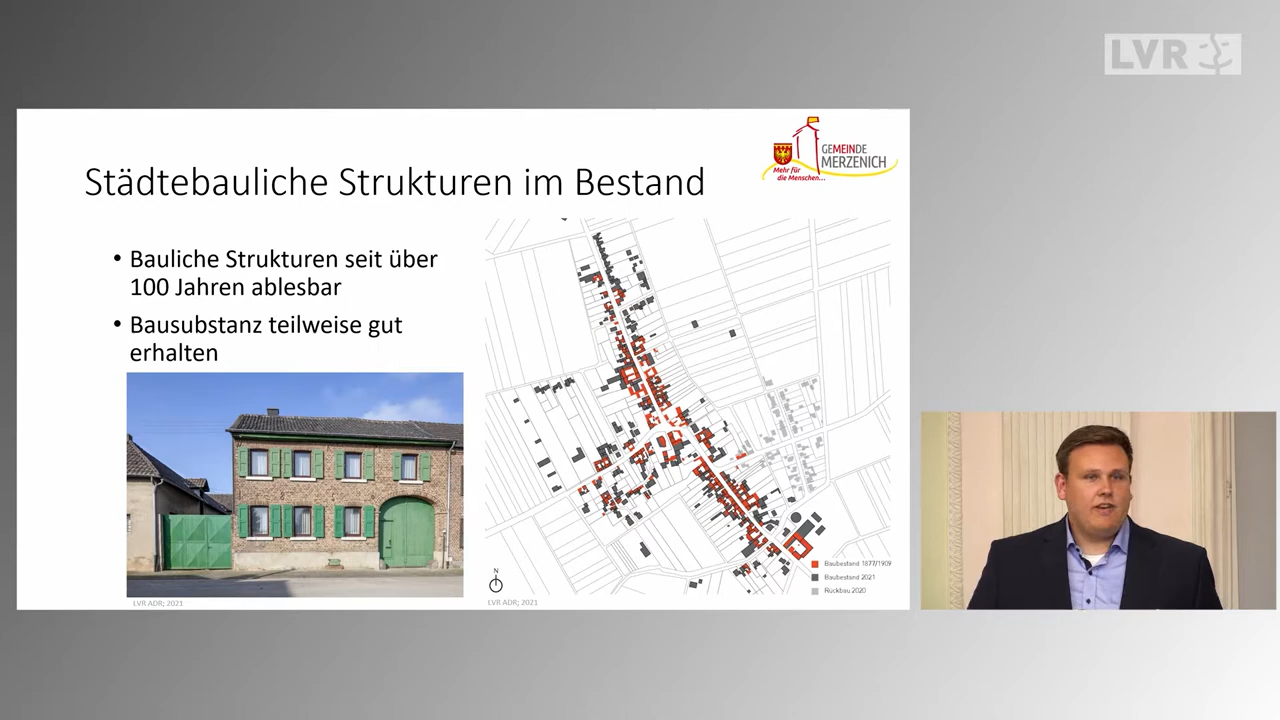 LVR
GEMEINDE
MERZENICH
Mehr für
die Menschen...
Städtebauliche Strukturen im Bestand
• Bauliche Strukturen seit über
100 Jahren ablesbar
• Bausubstanz teilweise gut
erhalten
N
Baubestand 1877/1909
Baubestand 2021
Rückbau 2020
LVR ADR; 2021
LVR ADR; 2021